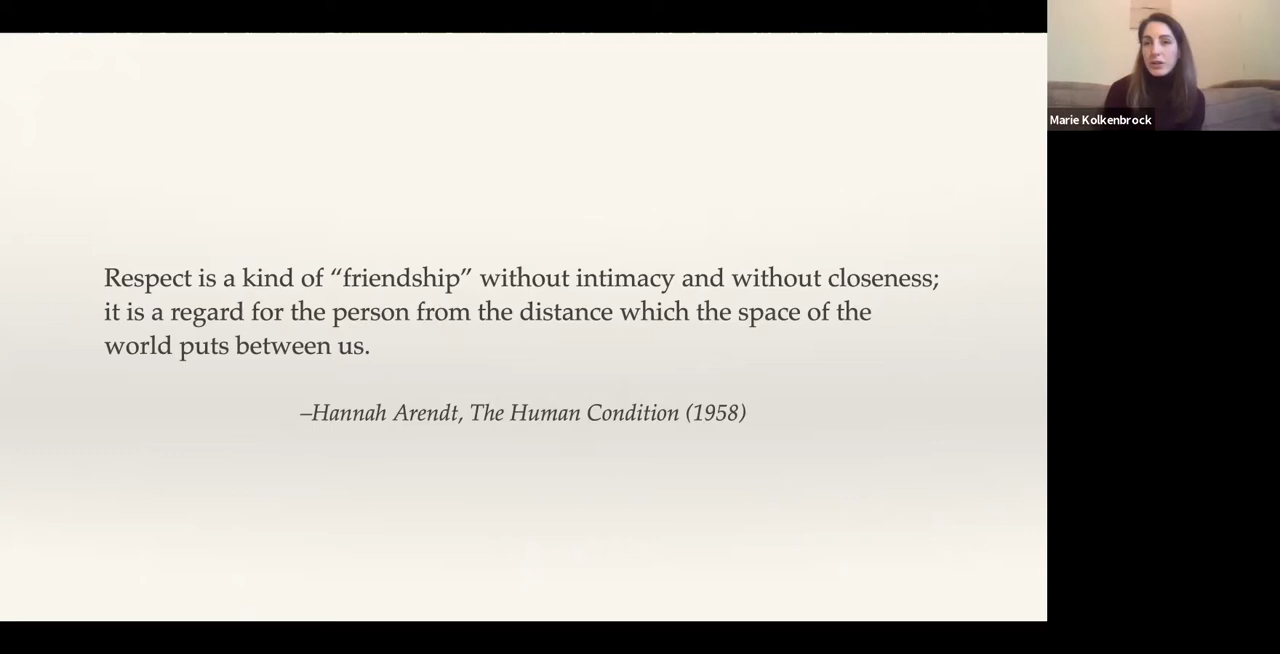 Respect is a kind of “friendship” without intimacy and without closeness;
it is a regard for the person from the distance which the space of the
world puts between us.
–Hannah Arendt, The Human Condition (1958)
Marie Kolkenbrock